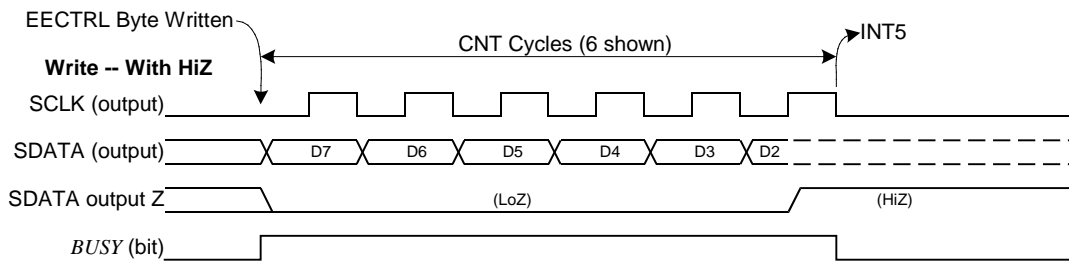 EECTRL Byte Written
CNT Cycles (6 shown)
INT5
Write -- With HiZ
SCLK (output)
SDATA (output)
D7 D6 D5 D4 D3 D2
SDATA output Z
(LoZ)
(HiZ)
BUSY (bit)